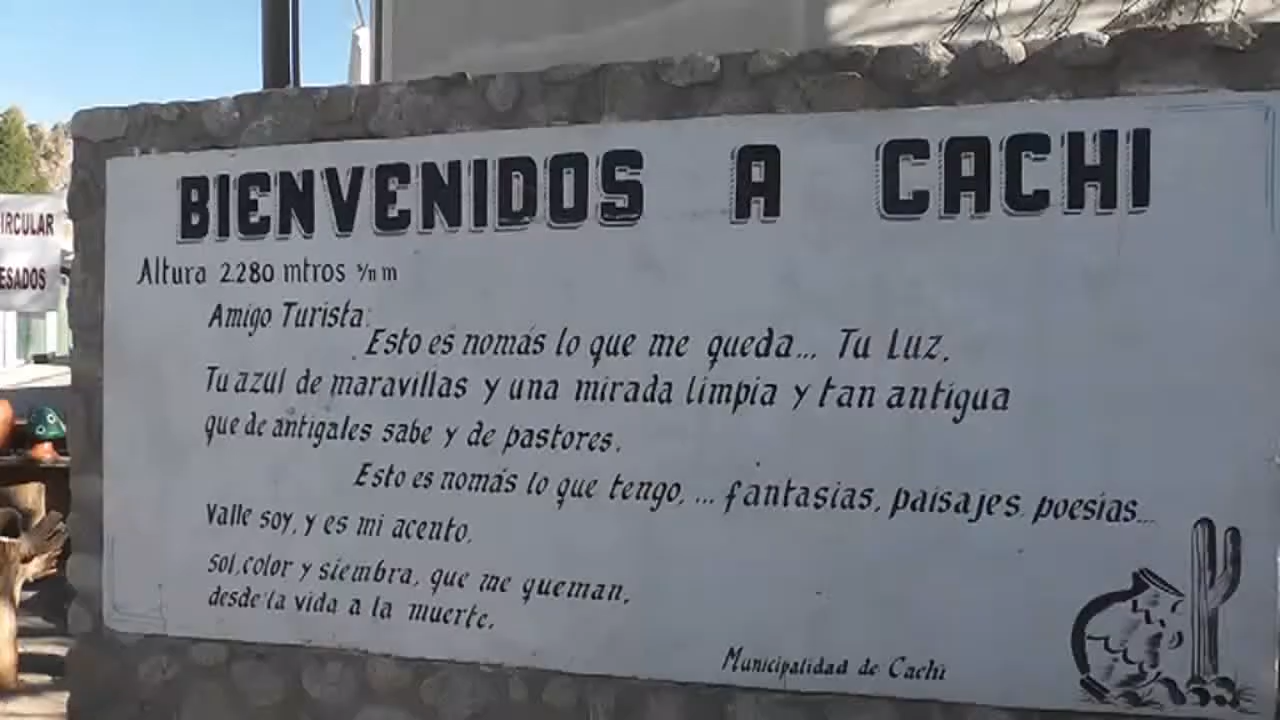 BIENVENIDOS A CACHI
Altura 2.280 mtros s/n m
Amigo Turista:
Esto es nomás lo que me queda... Tu Luz,
Tu azul de maravillas y una mirada limpia y tan antigua
que de antigales sabe y de pastores.
Esto es nomás lo que tengo, ... fantasias, paisajes, poesias...
Valle soy, y es mi acento,
sol, color y siembra, que me queman,
desde la vida a la muerte.
Municipalidad de Cachi
IRCULAR
ESADOS